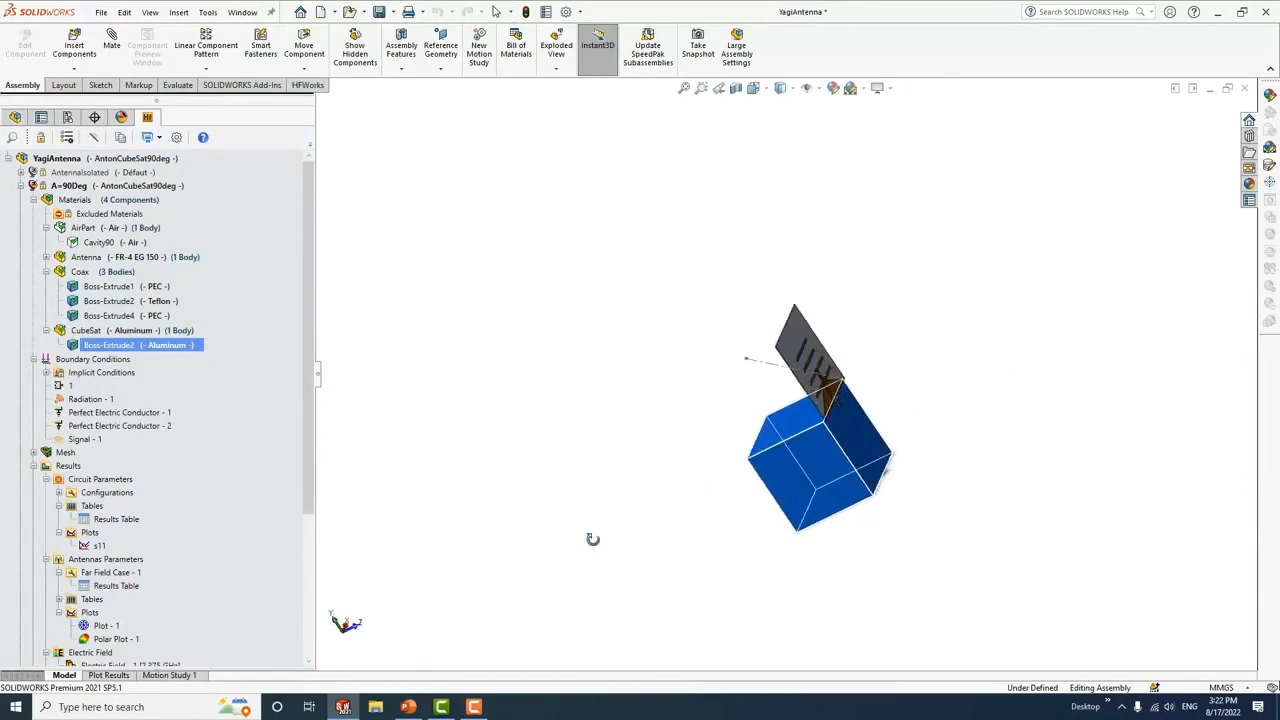 SOLIDWORKS File Edit View Insert Tools Window YagiAntenna * Search SOLIDWORKS Help
Edit Component
Insert Components
Mate
Component Preview Window
Linear Component Pattern
Smart Fasteners
Move Component
Show Hidden Components
Assembly Features
Reference Geometry
New Motion Study
Bill of Materials
Exploded View
Instant3D
Update SpeedPak Subassemblies
Take Snapshot
Large Assembly Settings
Assembly Layout Sketch Markup Evaluate SOLIDWORKS Add-Ins HFWorks
YagiAntenna (- AntonCubeSat90deg -)
AntennaIsolated (- Défaut -)
A=90Deg (- AntonCubeSat90deg -)
Materials (4 Components)
Excluded Materials
AirPart (- Air -) (1 Body)
Cavity90 (- Air -)
Antenna (- FR-4 EG 150 -) (1 Body)
Coax (3 Bodies)
Boss-Extrude1 (- PEC -)
Boss-Extrude2 (- Teflon -)
Boss-Extrude4 (- PEC -)
CubeSat (- Aluminum -) (1 Body)
Boss-Extrude2 (- Aluminum -)
Boundary Conditions
Implicit Conditions
1
Radiation - 1
Perfect Electric Conductor - 1
Perfect Electric Conductor - 2
Signal - 1
Mesh
Results
Circuit Parameters
Configurations
Tables
Results Table
Plots
s11
Antennas Parameters
Far Field Case - 1
Results Table
Tables
Plots
Plot - 1
Polar Plot - 1
Electric Field
Electric Field - 1 (2.375 GHz)
Y X Z
Model Plot Results Motion Study 1
SOLIDWORKS Premium 2021 SP5.1 Under Defined Editing Assembly MMGS
Type here to search Desktop ENG 3:22 PM
8/17/2022